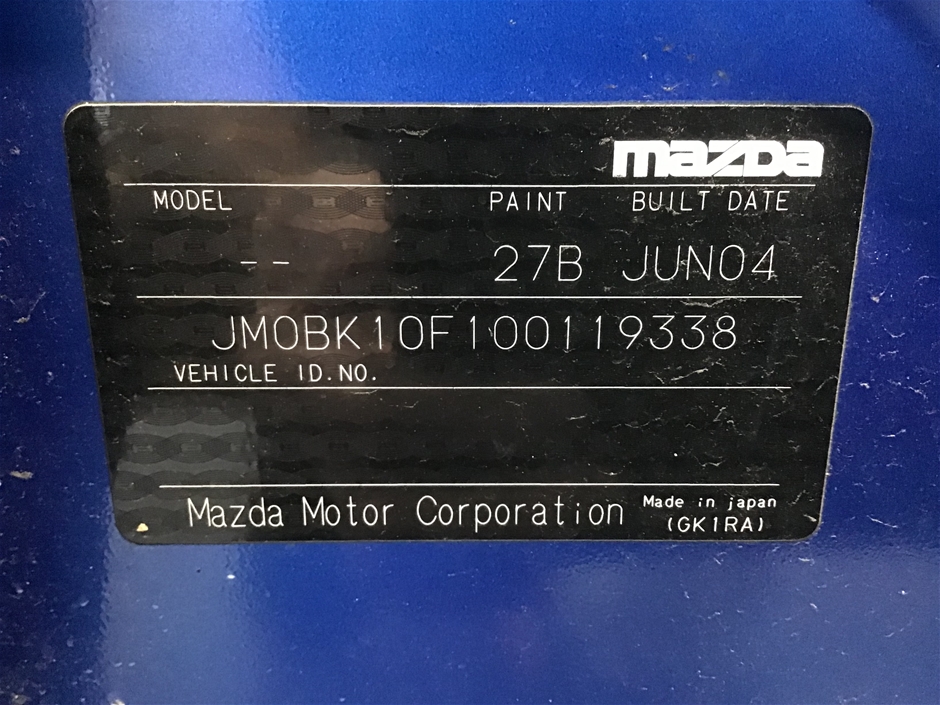 mazda
MODEL PAINT BUILT DATE
-- 27B JUN04
JM0BK10F100119338
VEHICLE ID.NO.
Mazda Motor Corporation Made in japan
(GK1RA)